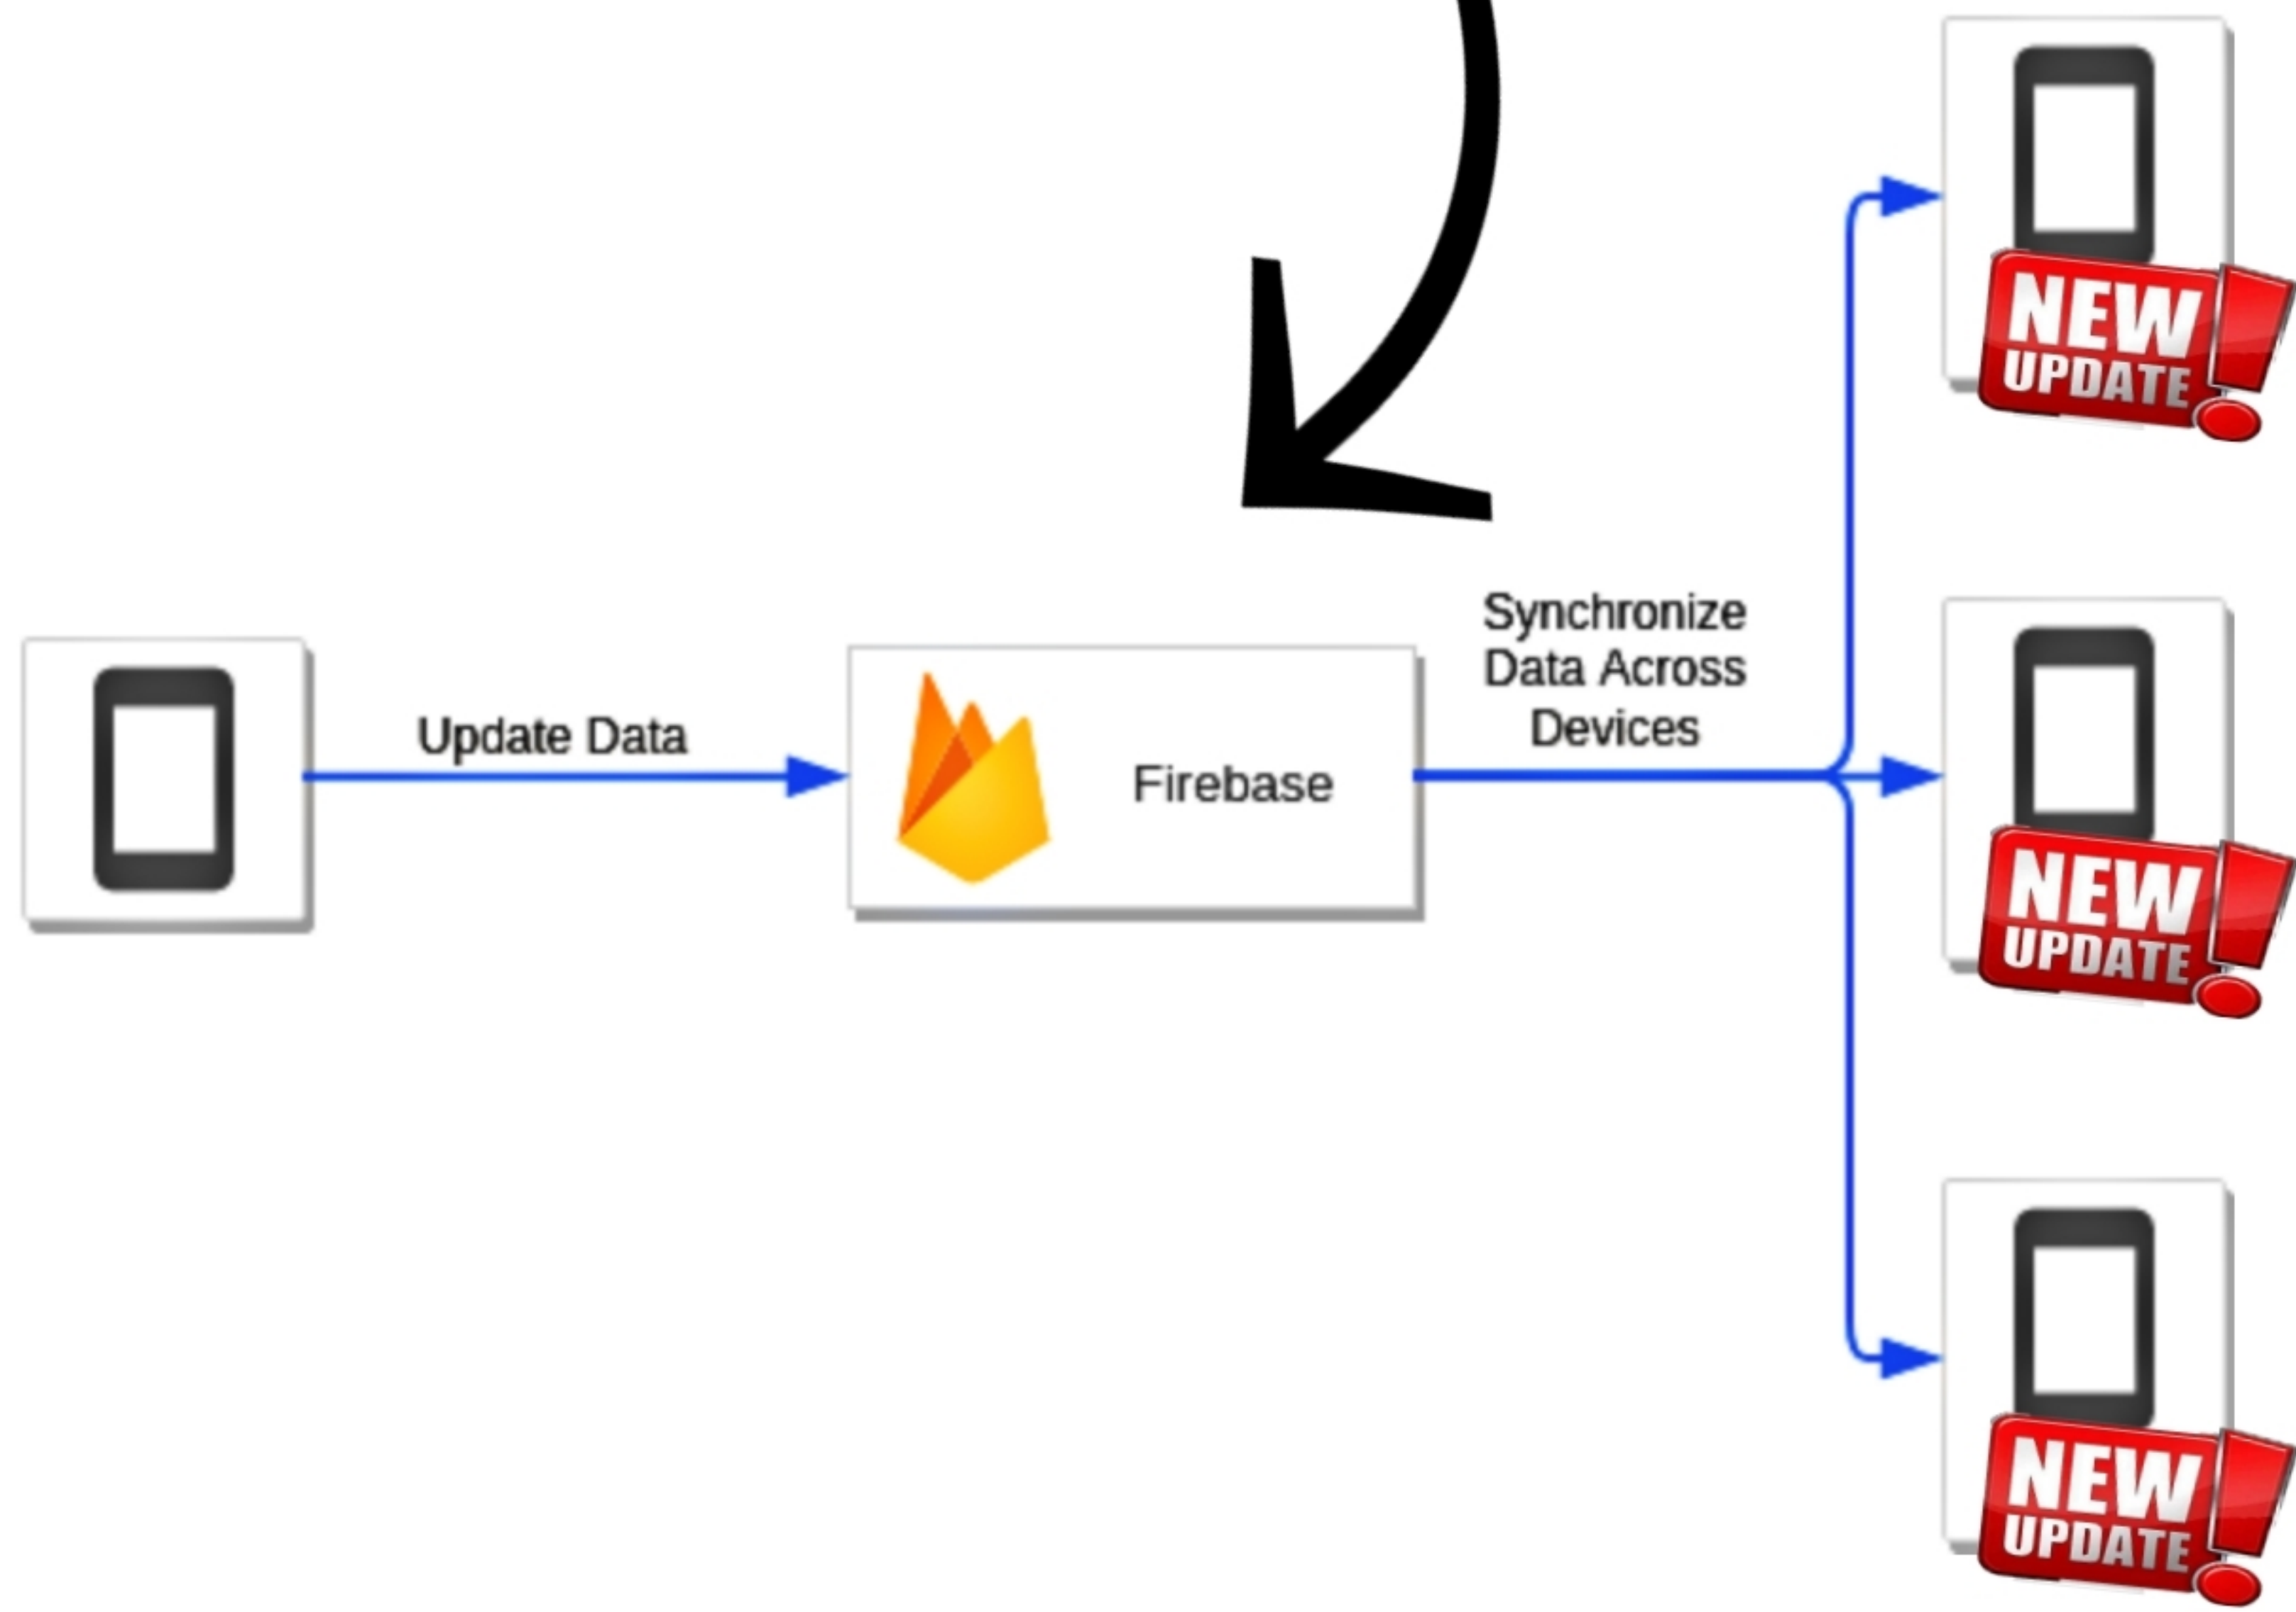 Update Data
Firebase
Synchronize
Data Across
Devices
NEW
UPDATE
NEW
UPDATE
NEW
UPDATE